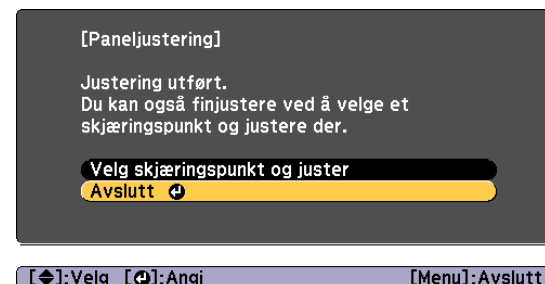 [Paneljustering]
Justering utført.
Du kan også finjustere ved å velge et
skjæringspunkt og justere der.
Velg skjæringspunkt og juster
Avslutt
[]:Velg []:Angi [Menu]:Avslutt